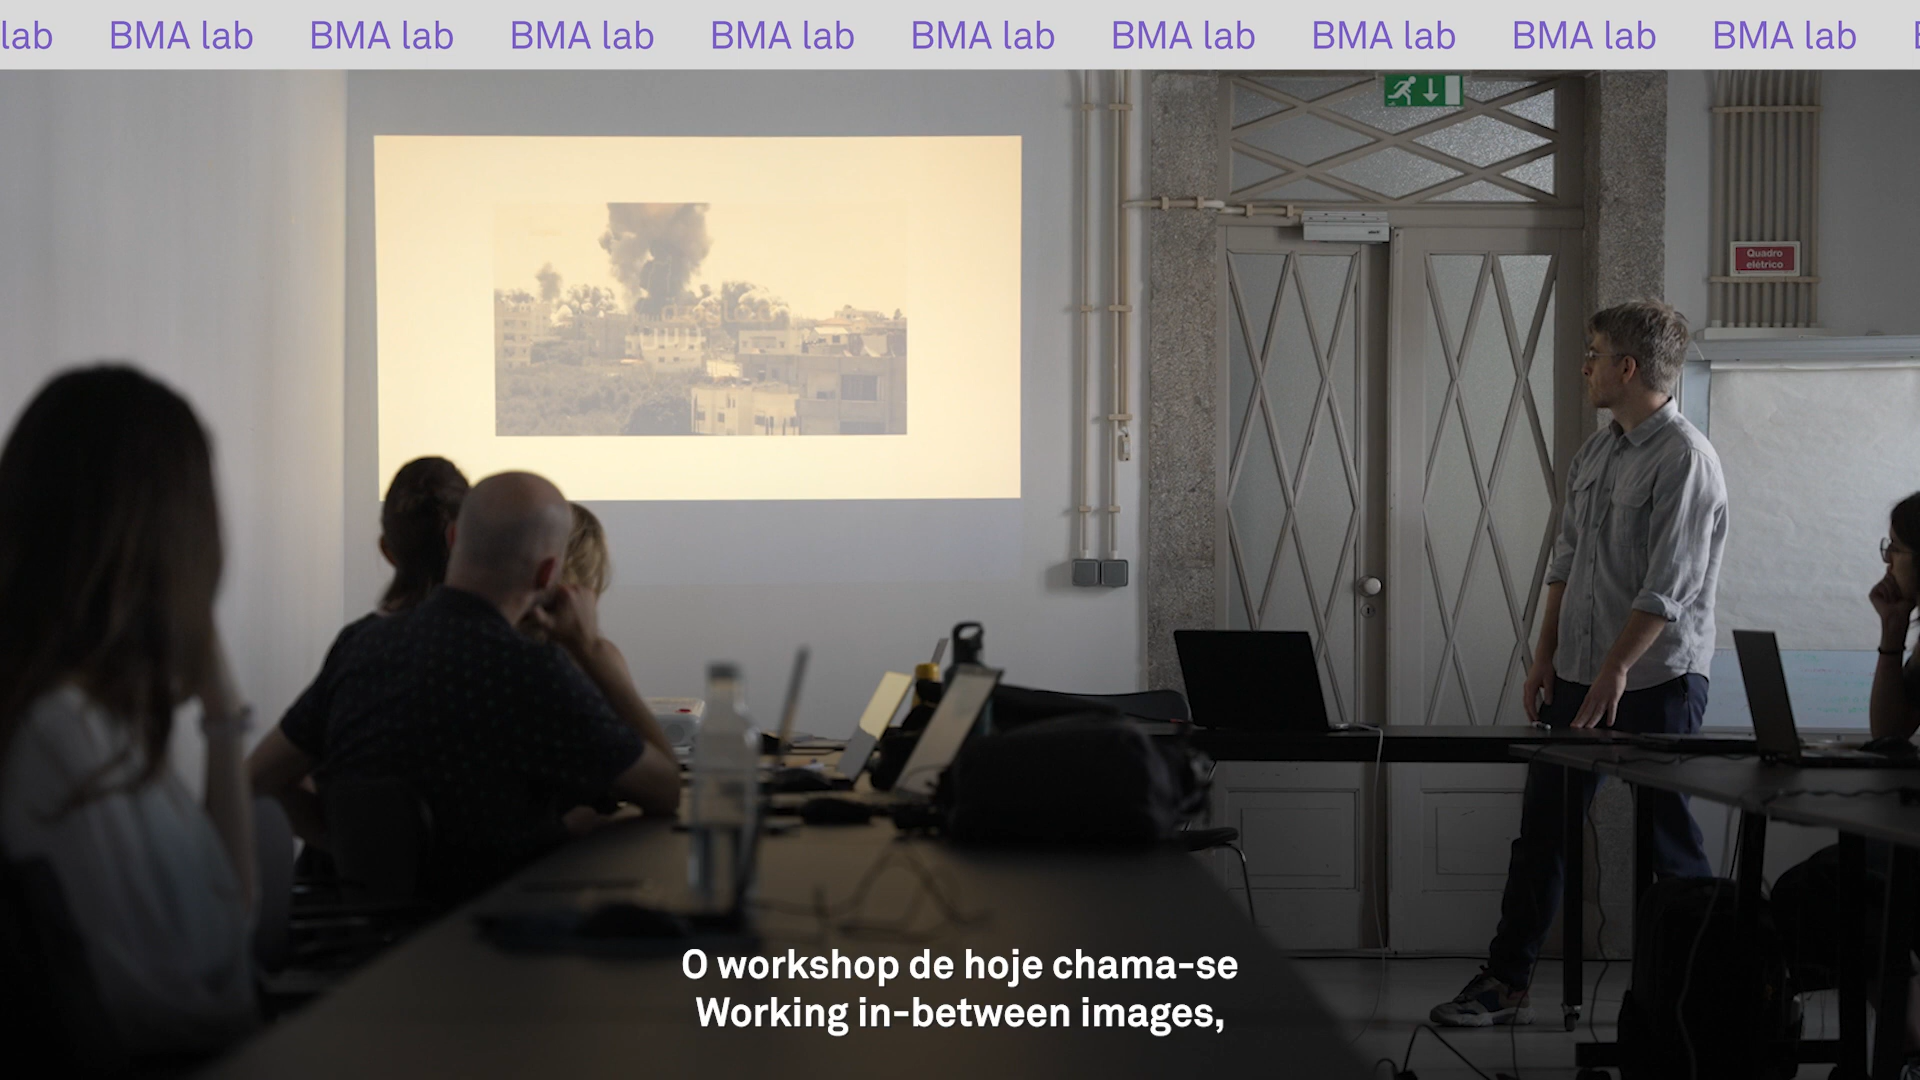 lab BMA lab BMA lab BMA lab BMA lab BMA lab BMA lab BMA lab BMA lab BMA lab
Quadro
elétrico
O workshop de hoje chama-se
Working in-between images,